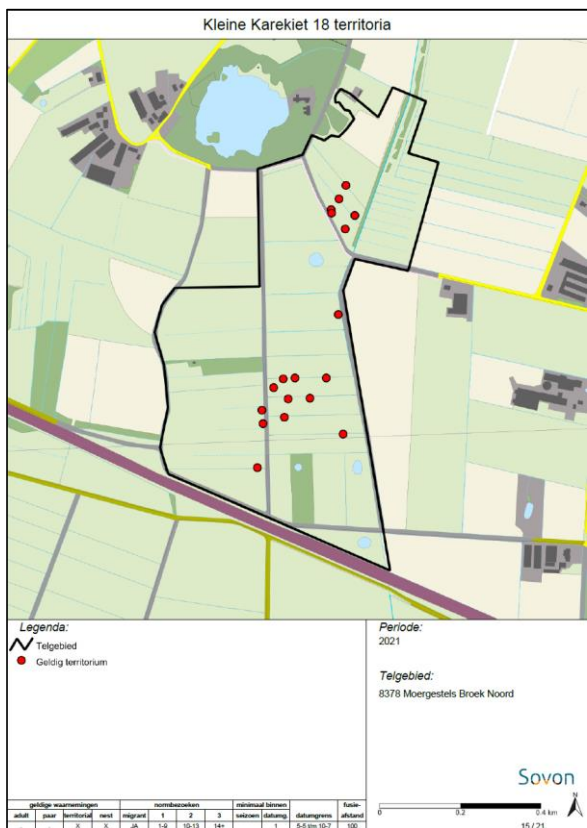 Kleine Karekiet 18 territoria
Legenda:
Telgebied
Geldig territorium
Periode:
2021
Telgebied:
8378 Moergestels Broek Noord
Sovon
0 0.2 0.4 km
15 / 21
geldige waarnemingen normbezoeken minimaal binnen fusie-
adult paar territoriaal nest migrant 1 2 3 seizoen datumg. datumgrens afstand
. . X X JA 1-9 10-13 14+ . 1 5-5 t/m 10-7 100